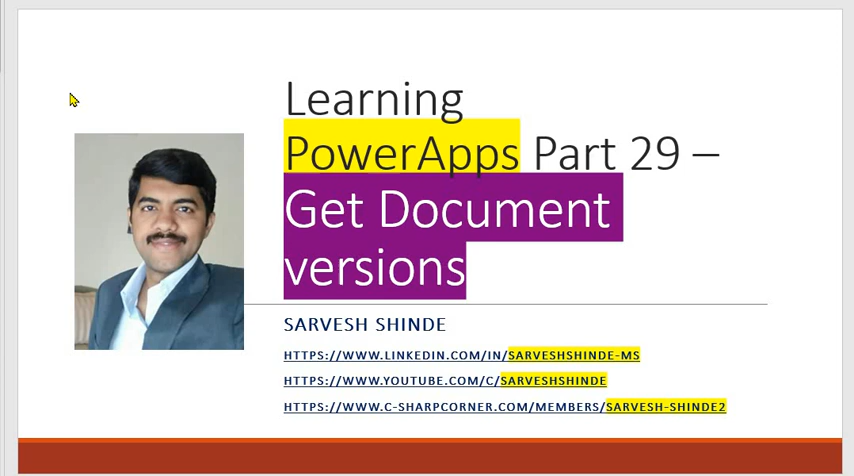 Learning
PowerApps Part 29 –
Get Document
versions
SARVESH SHINDE
HTTPS://WWW.LINKEDIN.COM/IN/SARVESHSHINDE-MS
HTTPS://WWW.YOUTUBE.COM/C/SARVESHSHINDE
HTTPS://WWW.C-SHARPCORNER.COM/MEMBERS/SARVESH-SHINDE2